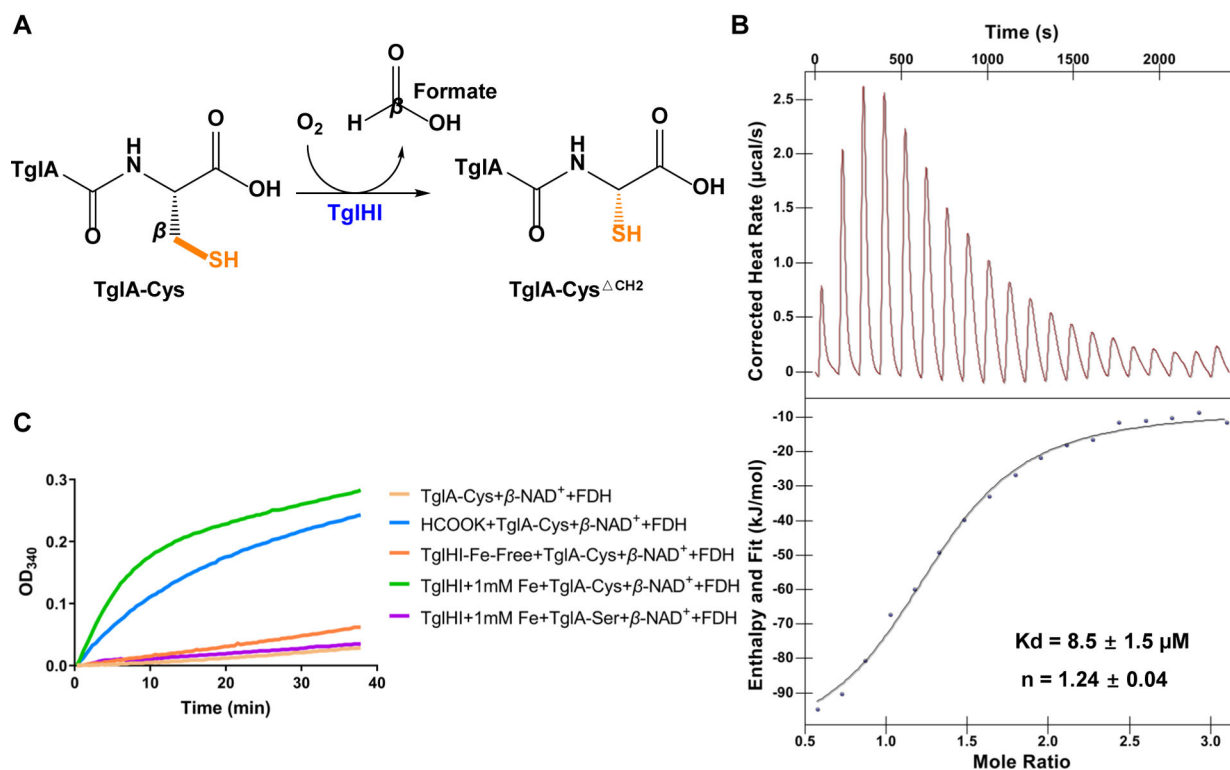 A
O
β
Formate
H
OH
O2
TglA
H
N
O
OH
O
β
SH
TglHI
TglA
H
N
O
OH
O
SH
TglA-Cys
TglA-Cys△CH2
B
Time (s)
0 500 1000 1500 2000
Corrected Heat Rate (µcal/s)
2.5
2.0
1.5
1.0
0.5
0
Enthalpy and Fit (kJ/mol)
-10
-20
-30
-40
-50
-60
-70
-80
-90
Kd = 8.5 ± 1.5 µM
n = 1.24 ± 0.04
0.5 1.0 1.5 2.0 2.5 3.0
Mole Ratio
C
OD340
0.3
0.2
0.1
0.0
0 10 20 30 40
Time (min)
TglA-Cys+β-NAD++FDH
HCOOK+TglA-Cys+β-NAD++FDH
TglHI-Fe-Free+TglA-Cys+β-NAD++FDH
TglHI+1mM Fe+TglA-Cys+β-NAD++FDH
TglHI+1mM Fe+TglA-Ser+β-NAD++FDH